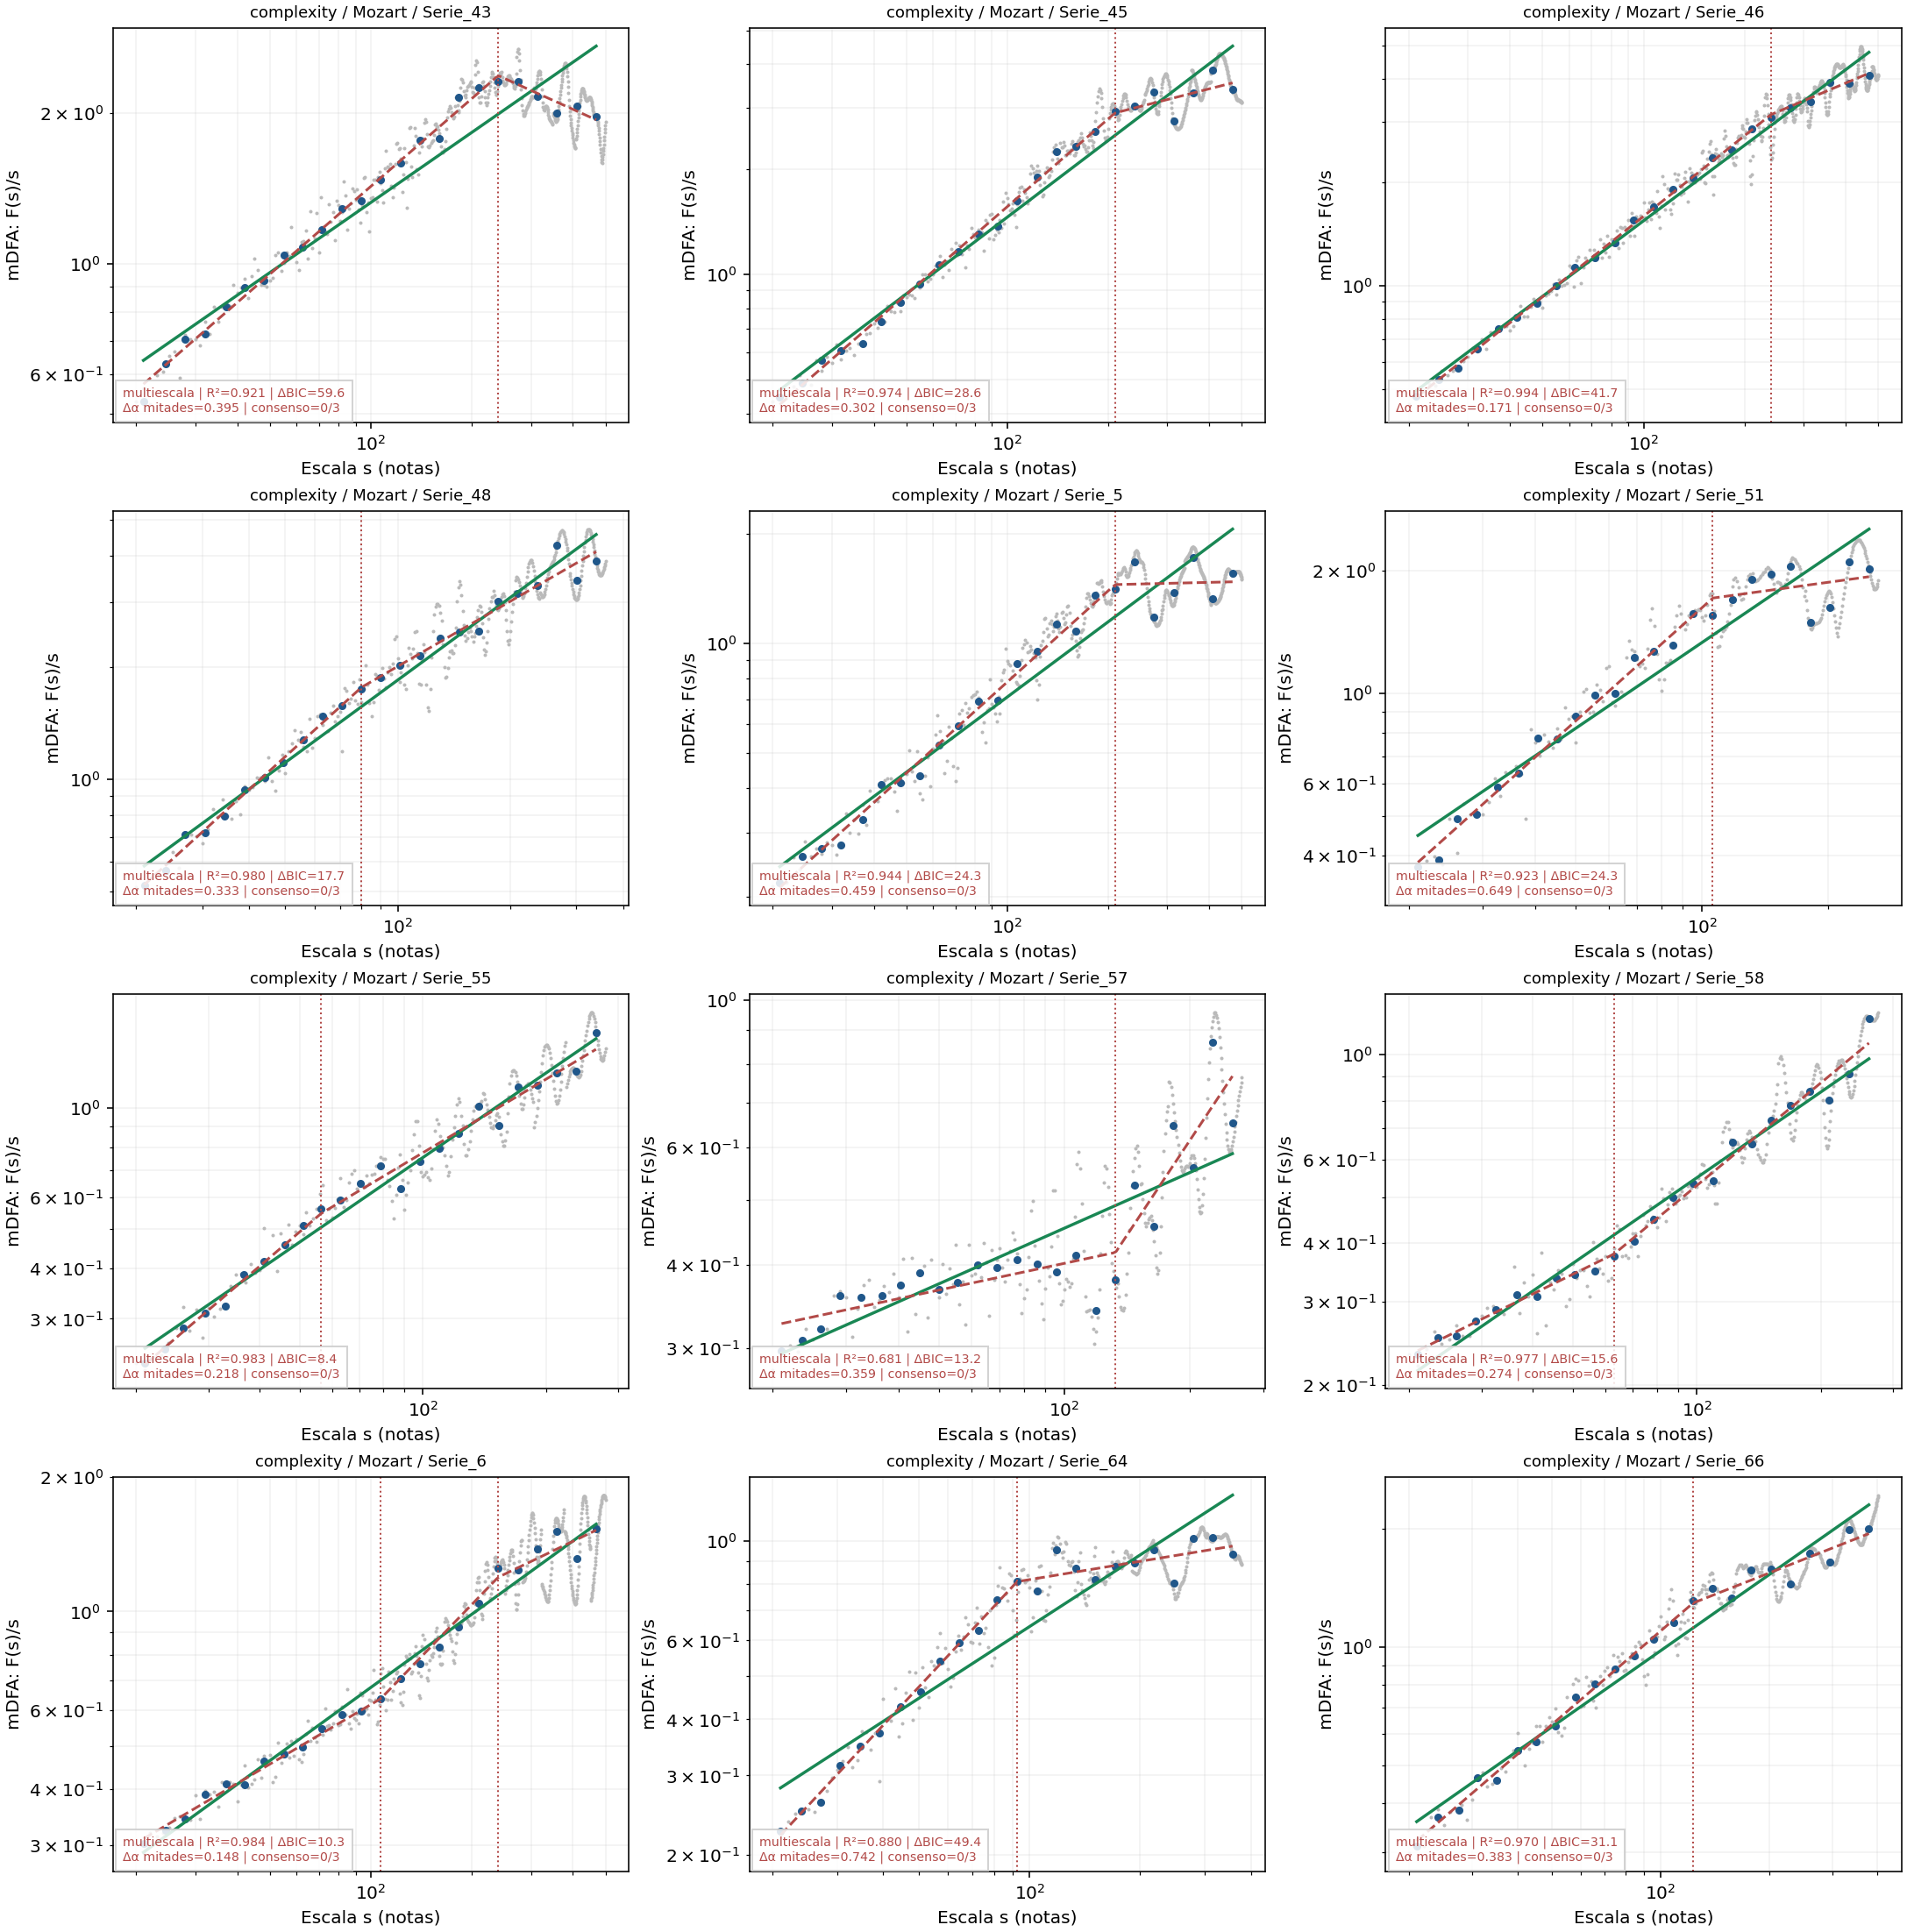 complexity / Mozart / Serie_43
mDFA: F(s)/s
2 × 10⁰
10⁰
6 × 10⁻¹
multiescala | R²=0.921 | ΔBIC=59.6
Δα mitades=0.395 | consenso=0/3
10²
Escala s (notas)
complexity / Mozart / Serie_45
mDFA: F(s)/s
10⁰
multiescala | R²=0.974 | ΔBIC=28.6
Δα mitades=0.302 | consenso=0/3
10²
Escala s (notas)
complexity / Mozart / Serie_46
mDFA: F(s)/s
10⁰
multiescala | R²=0.994 | ΔBIC=41.7
Δα mitades=0.171 | consenso=0/3
10²
Escala s (notas)
complexity / Mozart / Serie_48
mDFA: F(s)/s
10⁰
multiescala | R²=0.980 | ΔBIC=17.7
Δα mitades=0.333 | consenso=0/3
10²
Escala s (notas)
complexity / Mozart / Serie_5
mDFA: F(s)/s
10⁰
multiescala | R²=0.944 | ΔBIC=24.3
Δα mitades=0.459 | consenso=0/3
10²
Escala s (notas)
complexity / Mozart / Serie_51
mDFA: F(s)/s
2 × 10⁰
10⁰
6 × 10⁻¹
4 × 10⁻¹
multiescala | R²=0.923 | ΔBIC=24.3
Δα mitades=0.649 | consenso=0/3
10²
Escala s (notas)
complexity / Mozart / Serie_55
mDFA: F(s)/s
10⁰
6 × 10⁻¹
4 × 10⁻¹
3 × 10⁻¹
multiescala | R²=0.983 | ΔBIC=8.4
Δα mitades=0.218 | consenso=0/3
10²
Escala s (notas)
complexity / Mozart / Serie_57
mDFA: F(s)/s
10⁰
6 × 10⁻¹
4 × 10⁻¹
3 × 10⁻¹
multiescala | R²=0.681 | ΔBIC=13.2
Δα mitades=0.359 | consenso=0/3
10²
Escala s (notas)
complexity / Mozart / Serie_58
mDFA: F(s)/s
10⁰
6 × 10⁻¹
4 × 10⁻¹
3 × 10⁻¹
2 × 10⁻¹
multiescala | R²=0.977 | ΔBIC=15.6
Δα mitades=0.274 | consenso=0/3
10²
Escala s (notas)
complexity / Mozart / Serie_6
mDFA: F(s)/s
2 × 10⁰
10⁰
6 × 10⁻¹
4 × 10⁻¹
3 × 10⁻¹
multiescala | R²=0.984 | ΔBIC=10.3
Δα mitades=0.148 | consenso=0/3
10²
Escala s (notas)
complexity / Mozart / Serie_64
mDFA: F(s)/s
10⁰
6 × 10⁻¹
4 × 10⁻¹
3 × 10⁻¹
2 × 10⁻¹
multiescala | R²=0.880 | ΔBIC=49.4
Δα mitades=0.742 | consenso=0/3
10²
Escala s (notas)
complexity / Mozart / Serie_66
mDFA: F(s)/s
10⁰
multiescala | R²=0.970 | ΔBIC=31.1
Δα mitades=0.383 | consenso=0/3
10²
Escala s (notas)